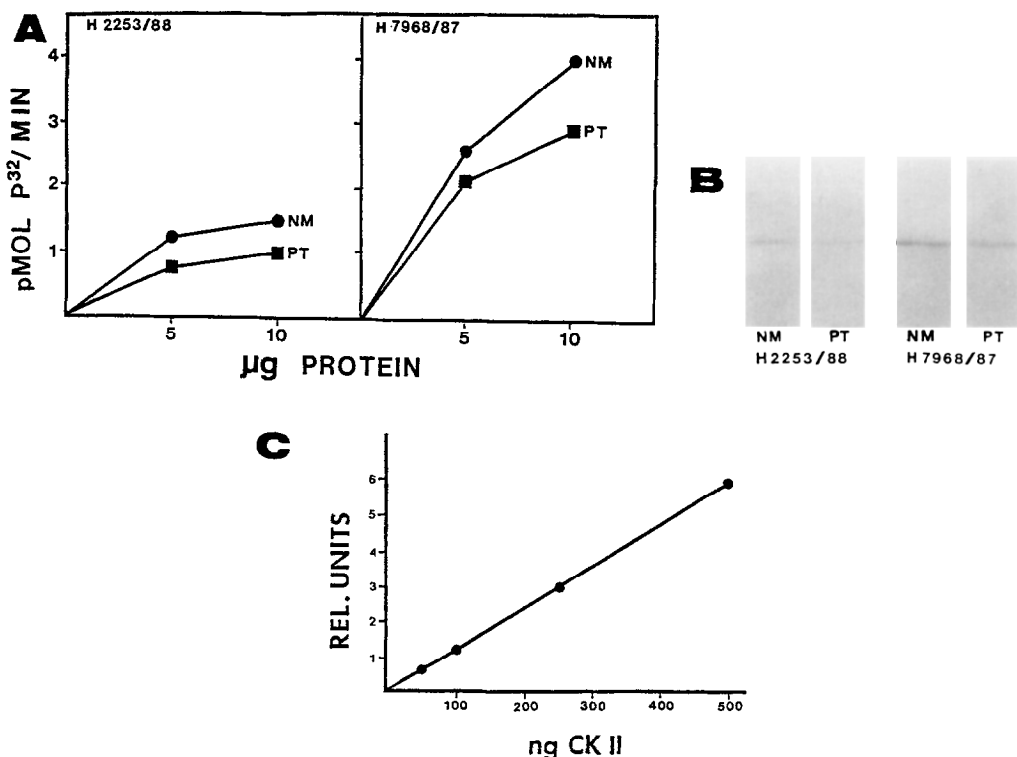 A
H 2253/88
H 7968/87
pMOL P³²/ MIN
4
3
2
1
NM
PT
NM
PT
5
10
5
10
µg PROTEIN
B
NM
PT
NM
PT
H 2253/88
H 7968/87
C
REL. UNITS
6
5
4
3
2
1
100
200
300
400
500
ng CK II